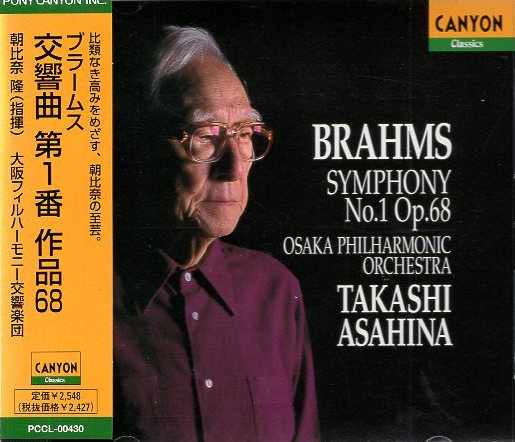 PONY CANYON INC.
比類なき高みをめざす、朝比奈の至芸。
ブラームス
交響曲 第1番 作品68
朝比奈 隆(指揮) 大阪フィルハーモニー交響楽団
CANYON
Classics
定価¥2,548
(税抜価格¥2,427)
PCCL-00430
CANYON
Classics
BRAHMS
SYMPHONY
No.1 Op.68
OSAKA PHILHARMONIC
ORCHESTRA
TAKASHI
ASAHINA